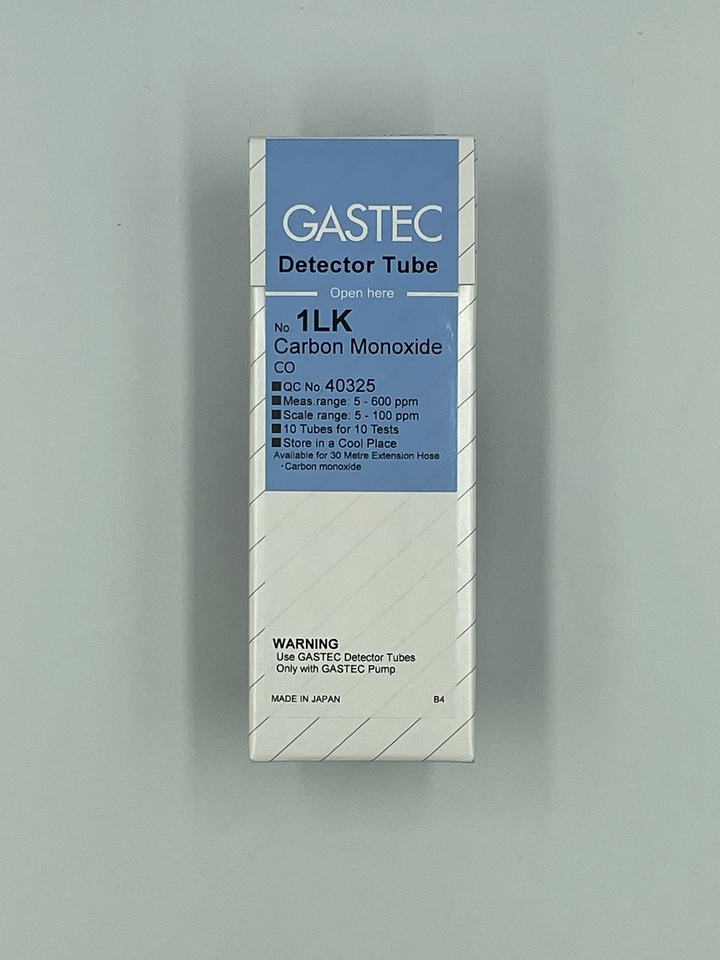 GASTEC
Detector Tube
Open here
No. 1LK
Carbon Monoxide
CO
■QC No. 40325
■Meas.range: 5 - 600 ppm
■Scale range: 5 - 100 ppm
■10 Tubes for 10 Tests
■Store in a Cool Place
Available for 30 Metre Extension Hose
・Carbon monoxide
WARNING
Use GASTEC Detector Tubes
Only with GASTEC Pump.
MADE IN JAPAN B4